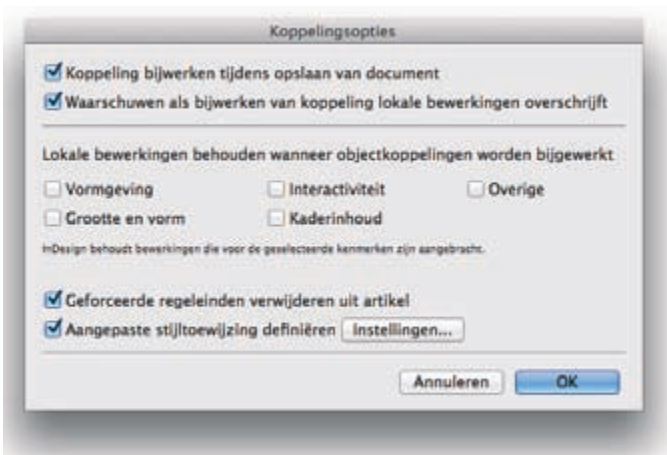 Koppelingsopties
Koppeling bijwerken tijdens opslaan van document
Waarschuwen als bijwerken van koppeling lokale bewerkingen overschrijft
Lokale bewerkingen behouden wanneer objectkoppelingen worden bijgewerkt
Vormgeving Interactiviteit Overige
Grootte en vorm Kaderinhoud
InDesign behoudt bewerkingen die voor de geselecteerde kenmerken zijn aangebracht.
Geforceerde regeleinden verwijderen uit artikel
Aangepaste stijltoewijzing definiëren Instellingen...
Annuleren OK